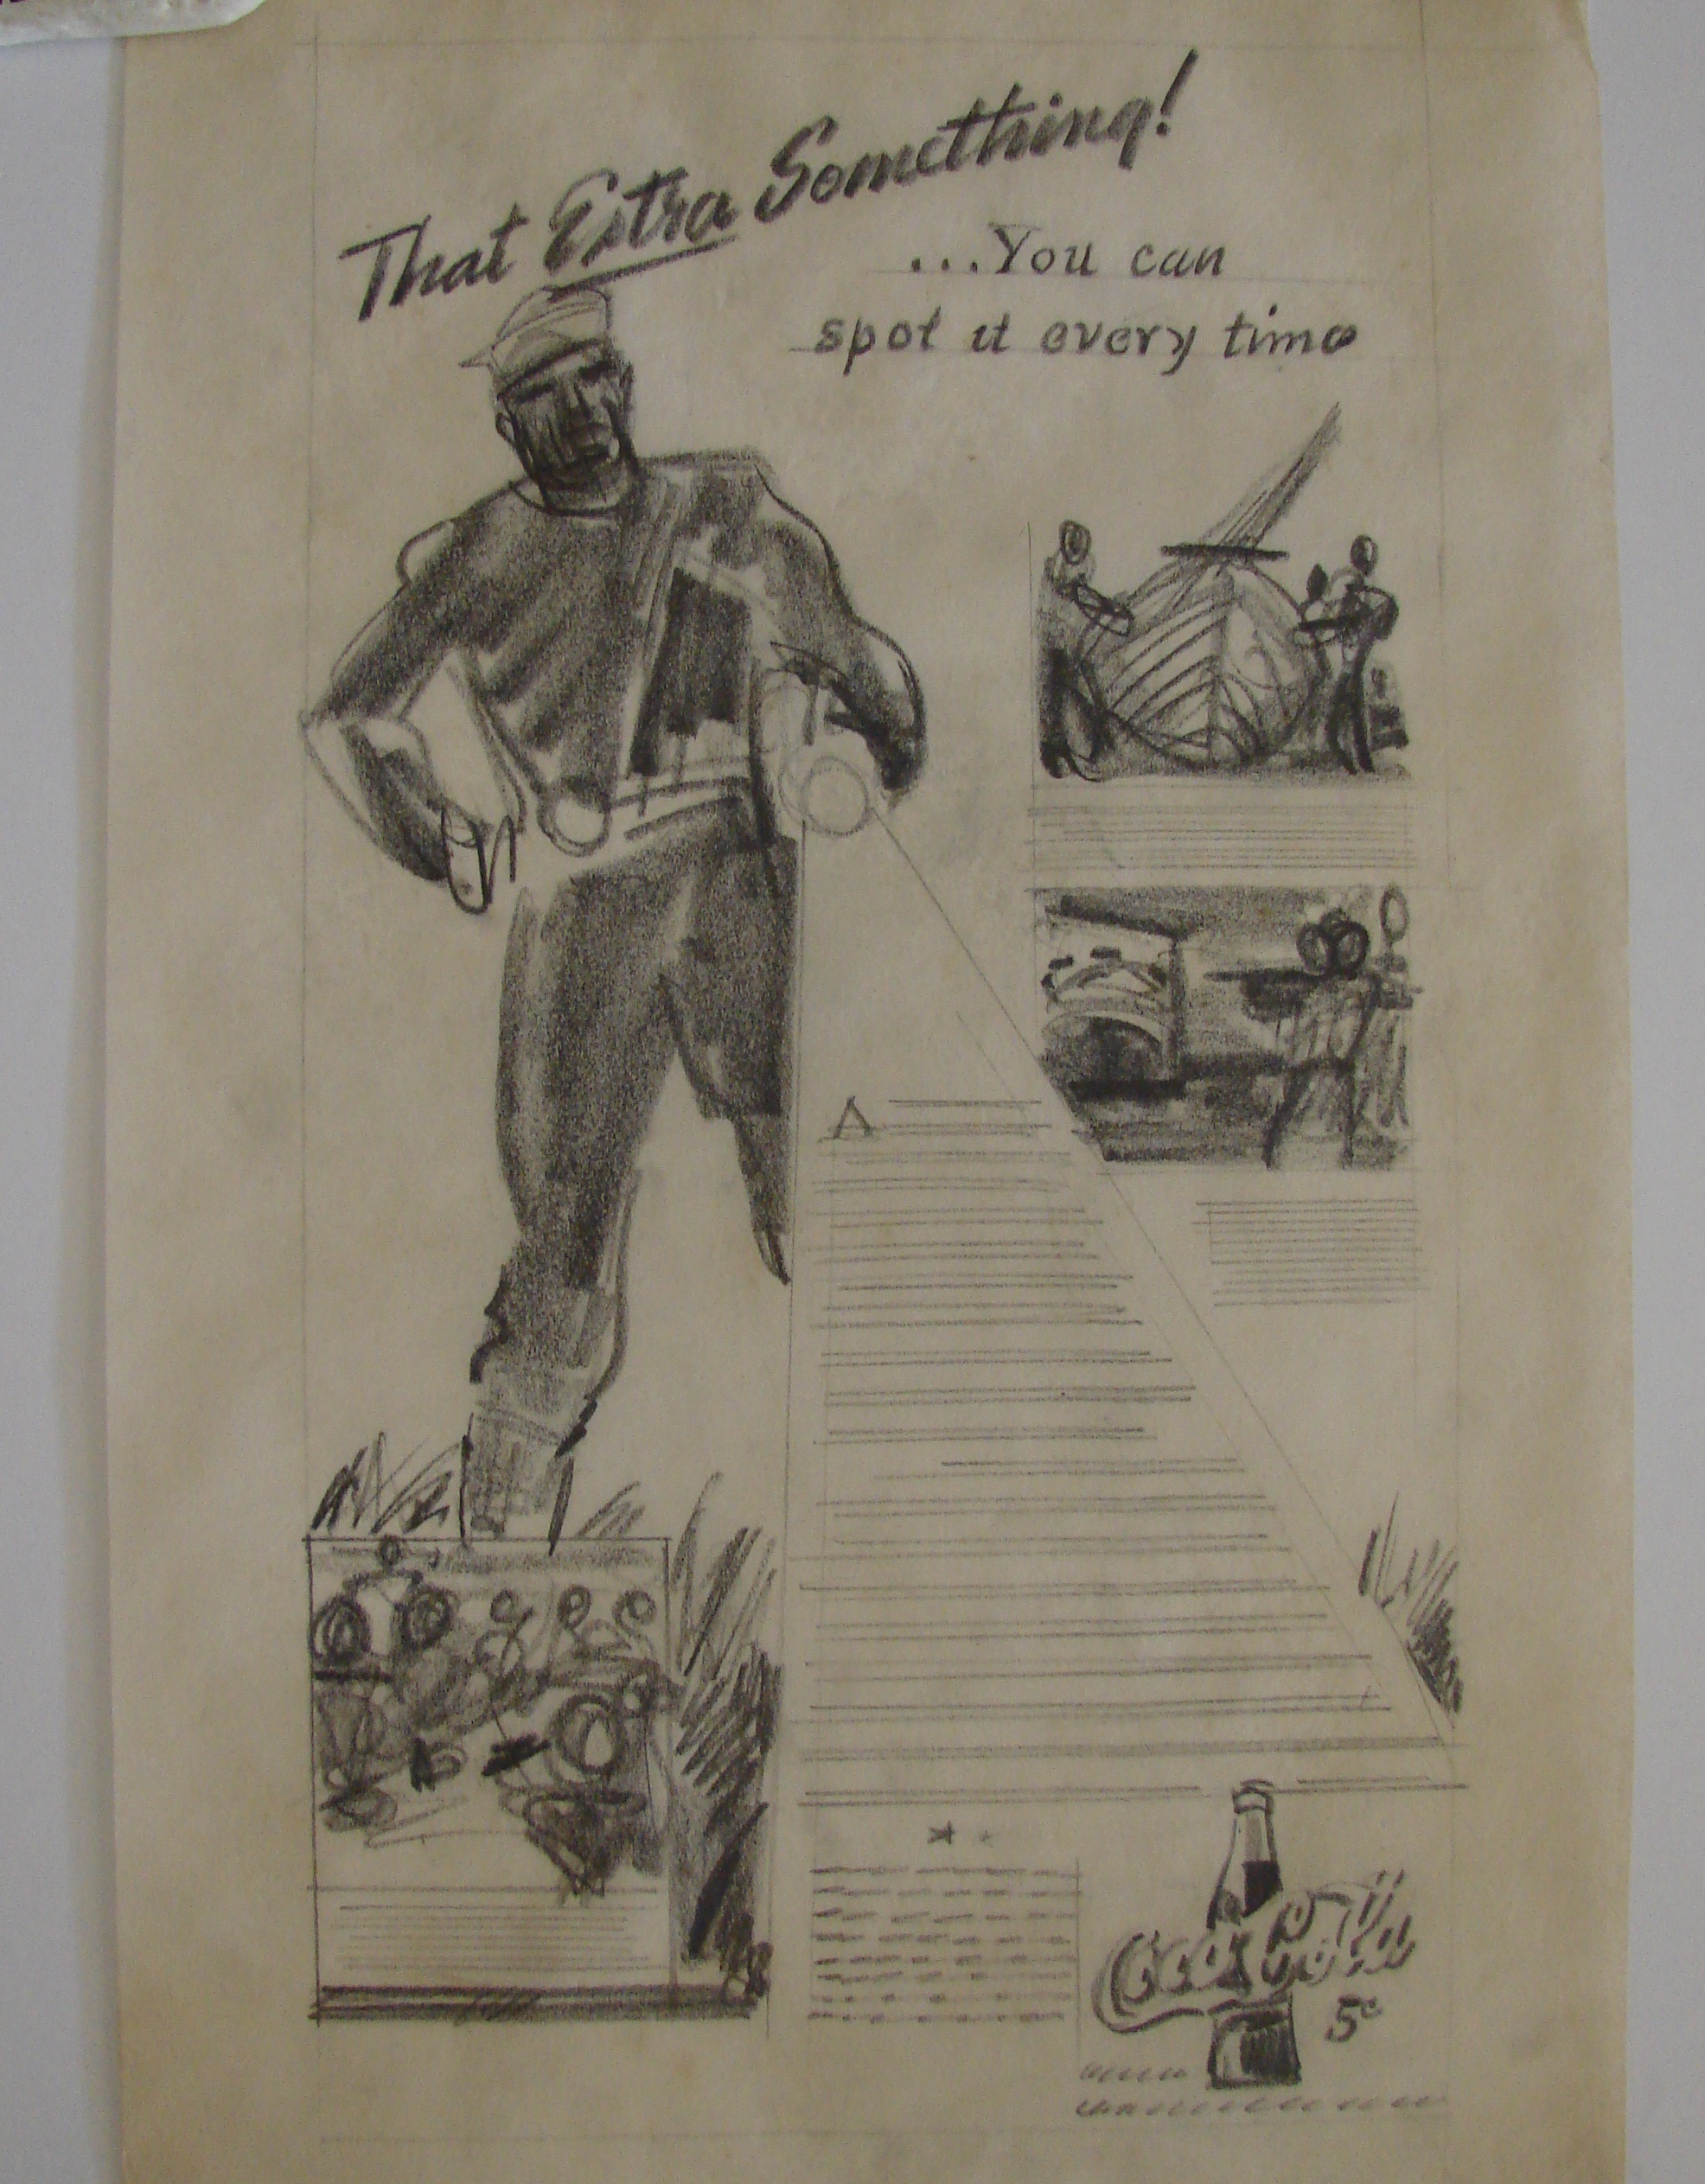 That Extra Something!
...You can
spot it every time
A
Coca-Cola
5¢